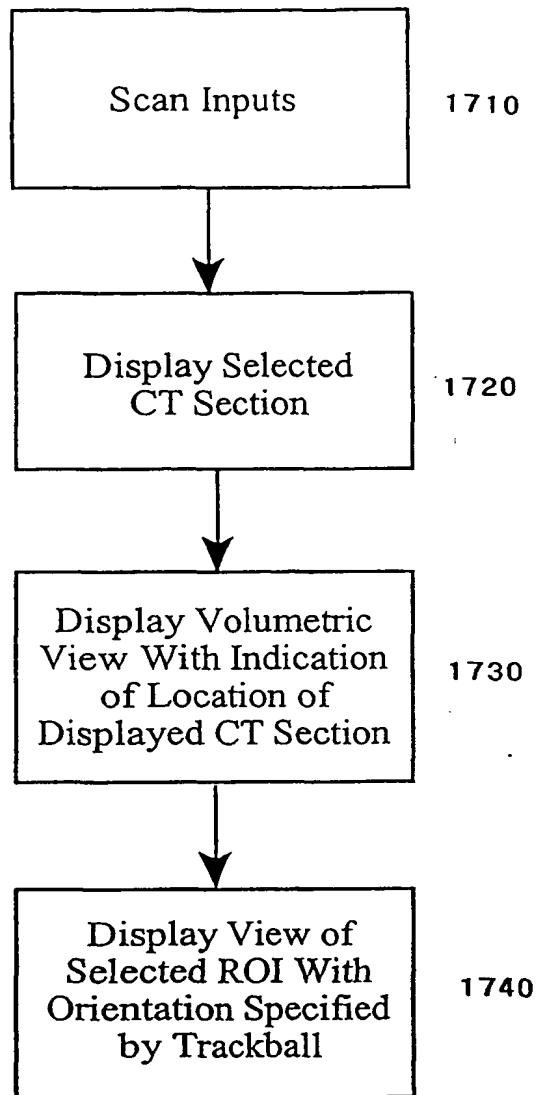 Scan Inputs
1710
Display Selected
CT Section
1720
Display Volumetric
View With Indication
of Location of
Displayed CT Section
1730
Display View of
Selected ROI With
Orientation Specified
by Trackball
1740